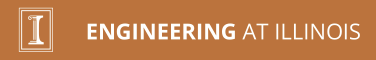 I ENGINEERING AT ILLINOIS